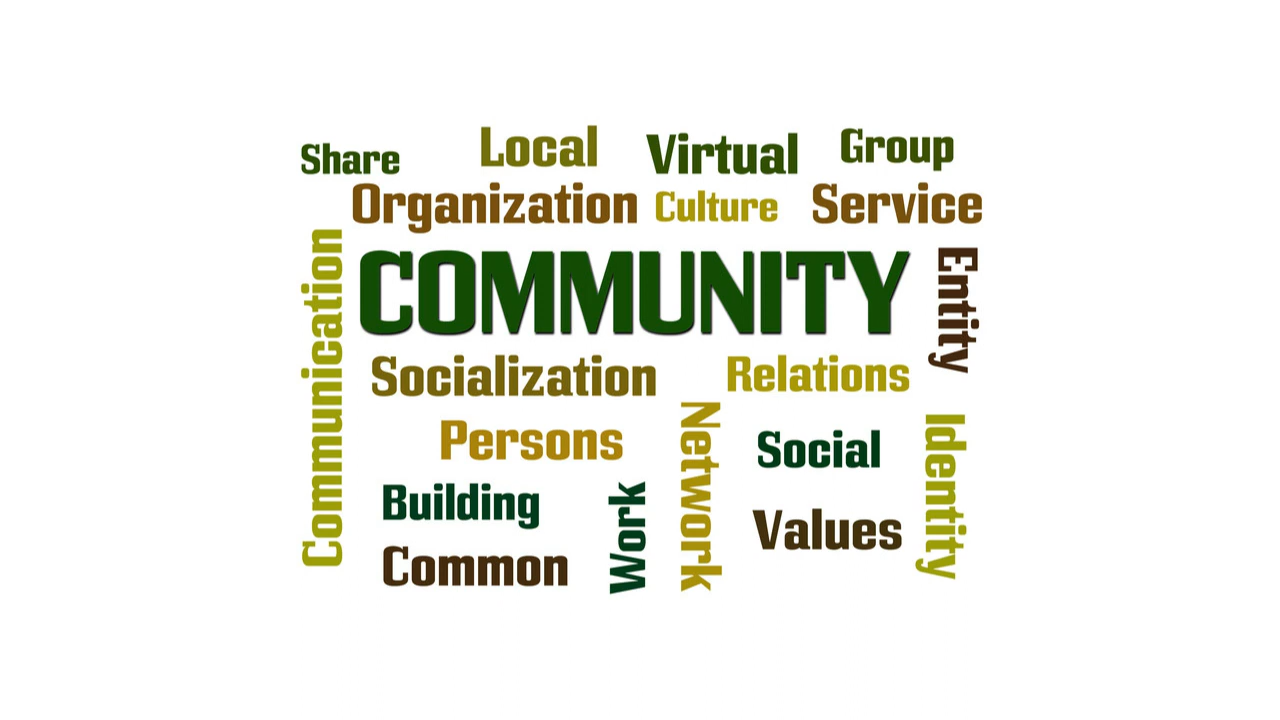 Share Local Virtual Group
Organization Culture Service
Communication
COMMUNITY
Entity
Socialization Relations
Persons
Network
Social
Identity
Building
Work
Values
Common